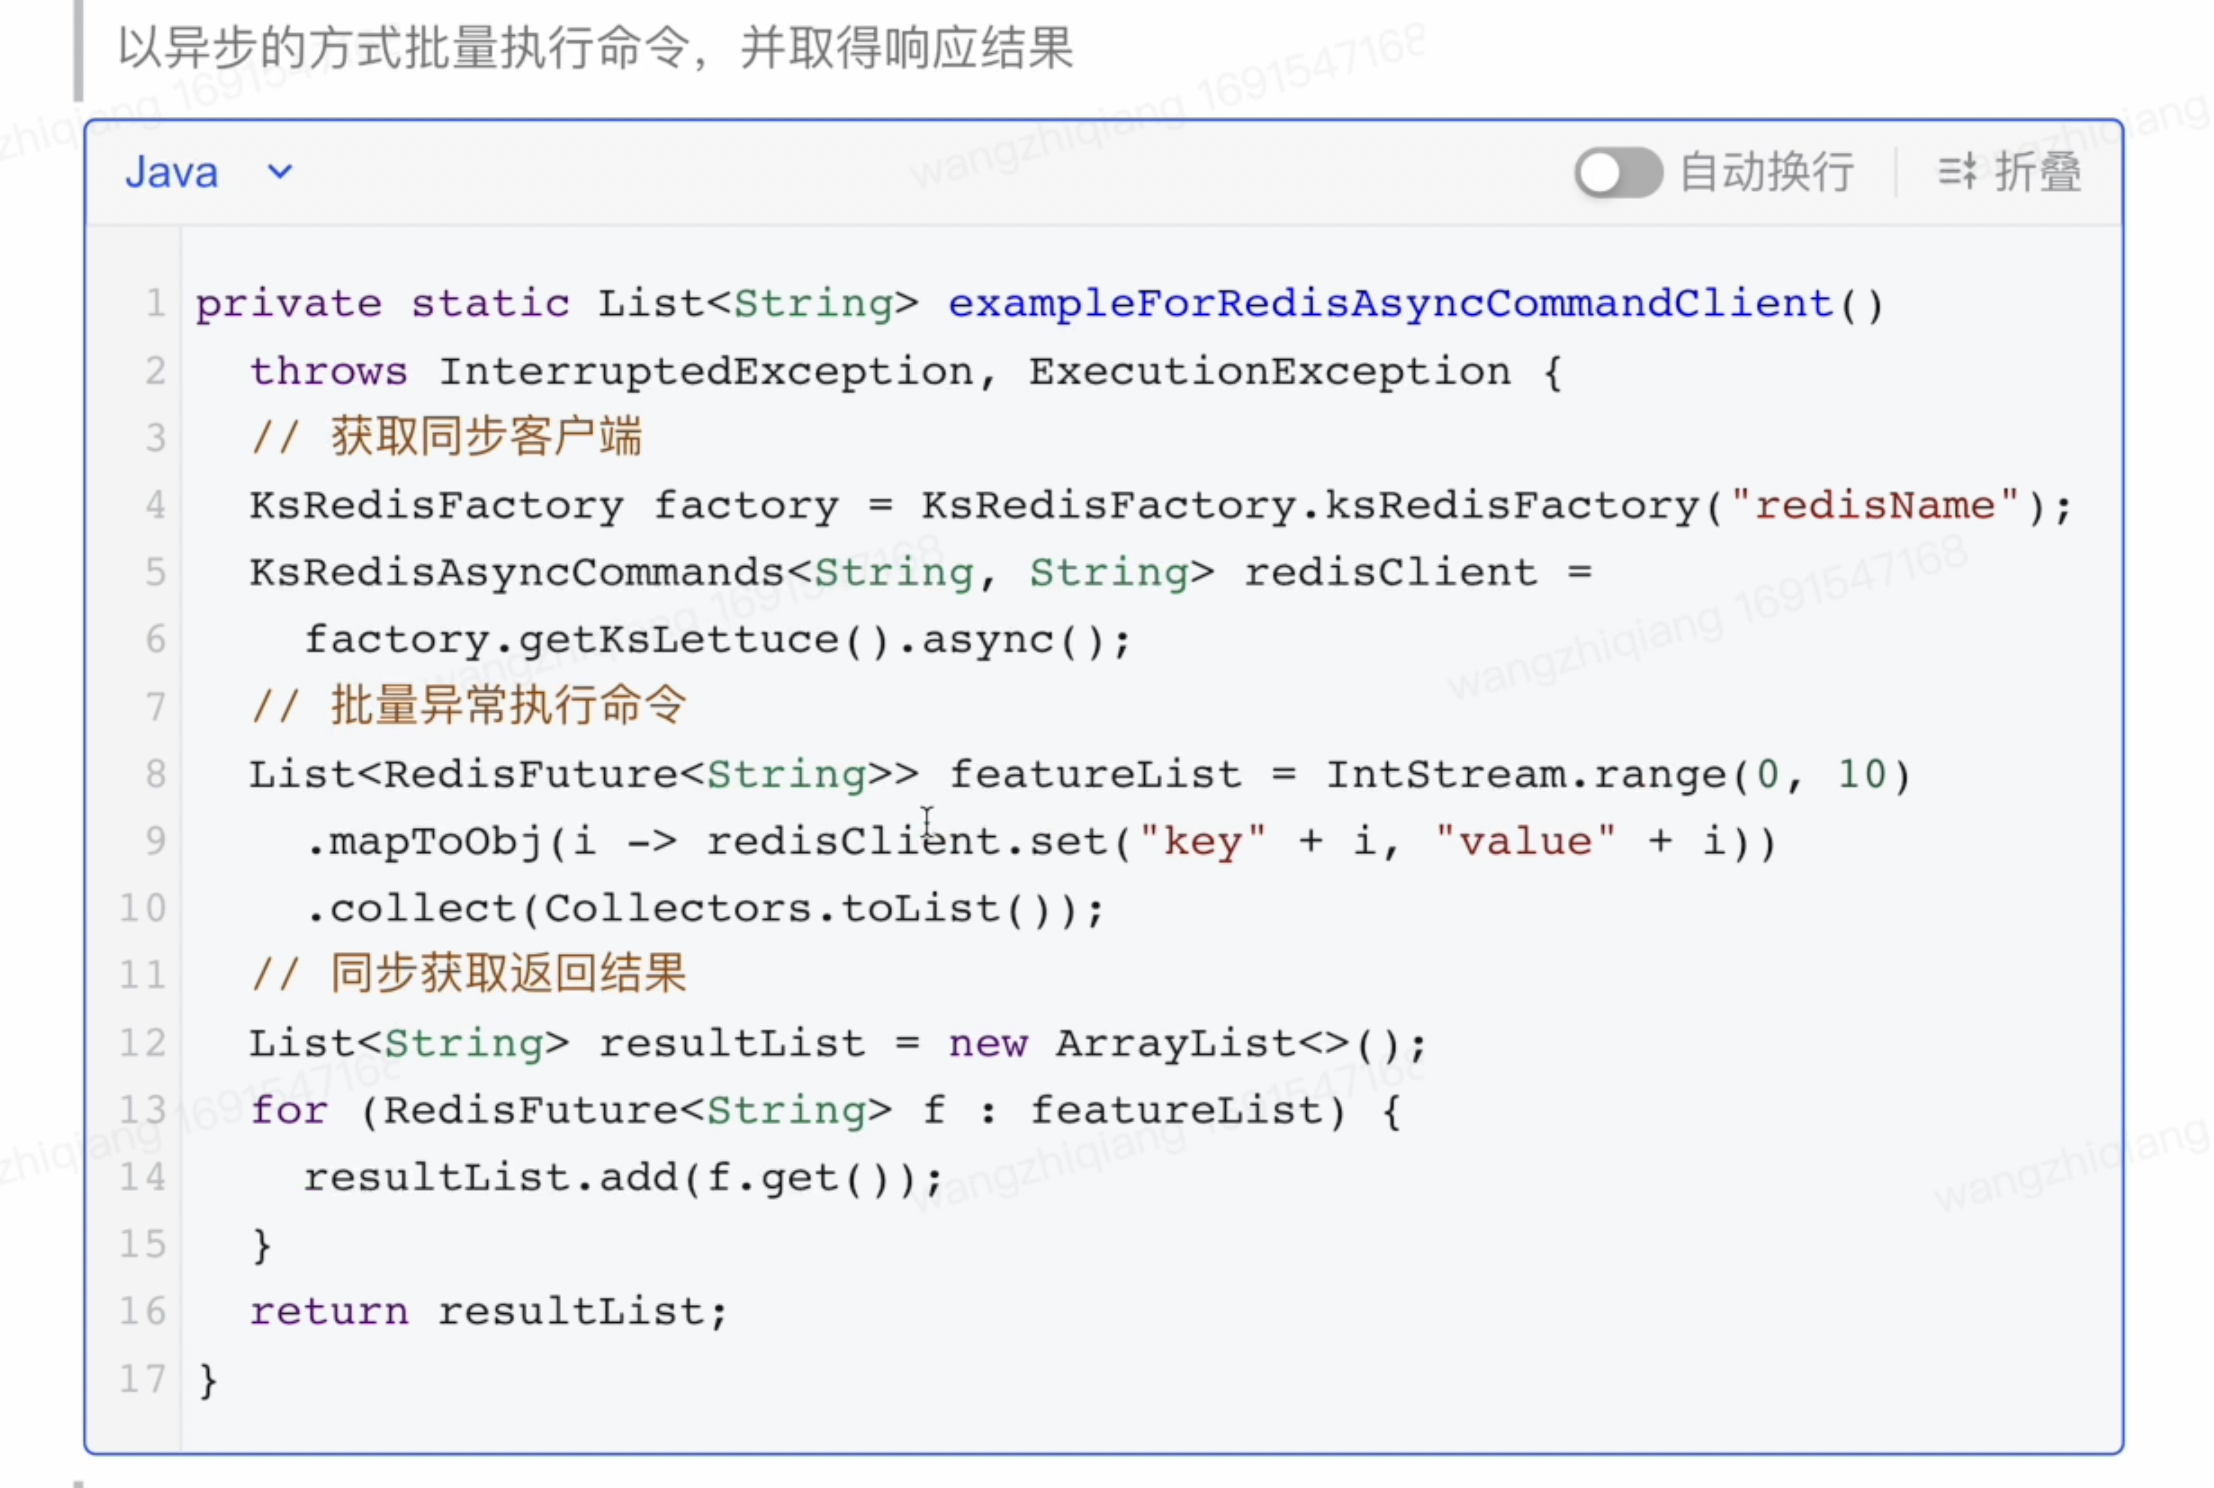 以异步的方式批量执行命令，并取得响应结果
Java
自动换行
折叠
1 private static List<String> exampleForRedisAsyncCommandClient()
2   throws InterruptedException, ExecutionException {
3   // 获取同步客户端
4   KsRedisFactory factory = KsRedisFactory.ksRedisFactory("redisName");
5   KsRedisAsyncCommands<String, String> redisClient =
6     factory.getKsLettuce().async();
7   // 批量异常执行命令
8   List<RedisFuture<String>> featureList = IntStream.range(0, 10)
9     .mapToObj(i -> redisClient.set("key" + i, "value" + i))
10     .collect(Collectors.toList());
11   // 同步获取返回结果
12   List<String> resultList = new ArrayList<>();
13   for (RedisFuture<String> f : featureList) {
14     resultList.add(f.get());
15   }
16   return resultList;
17 }
wangzhiqiang 1691547168